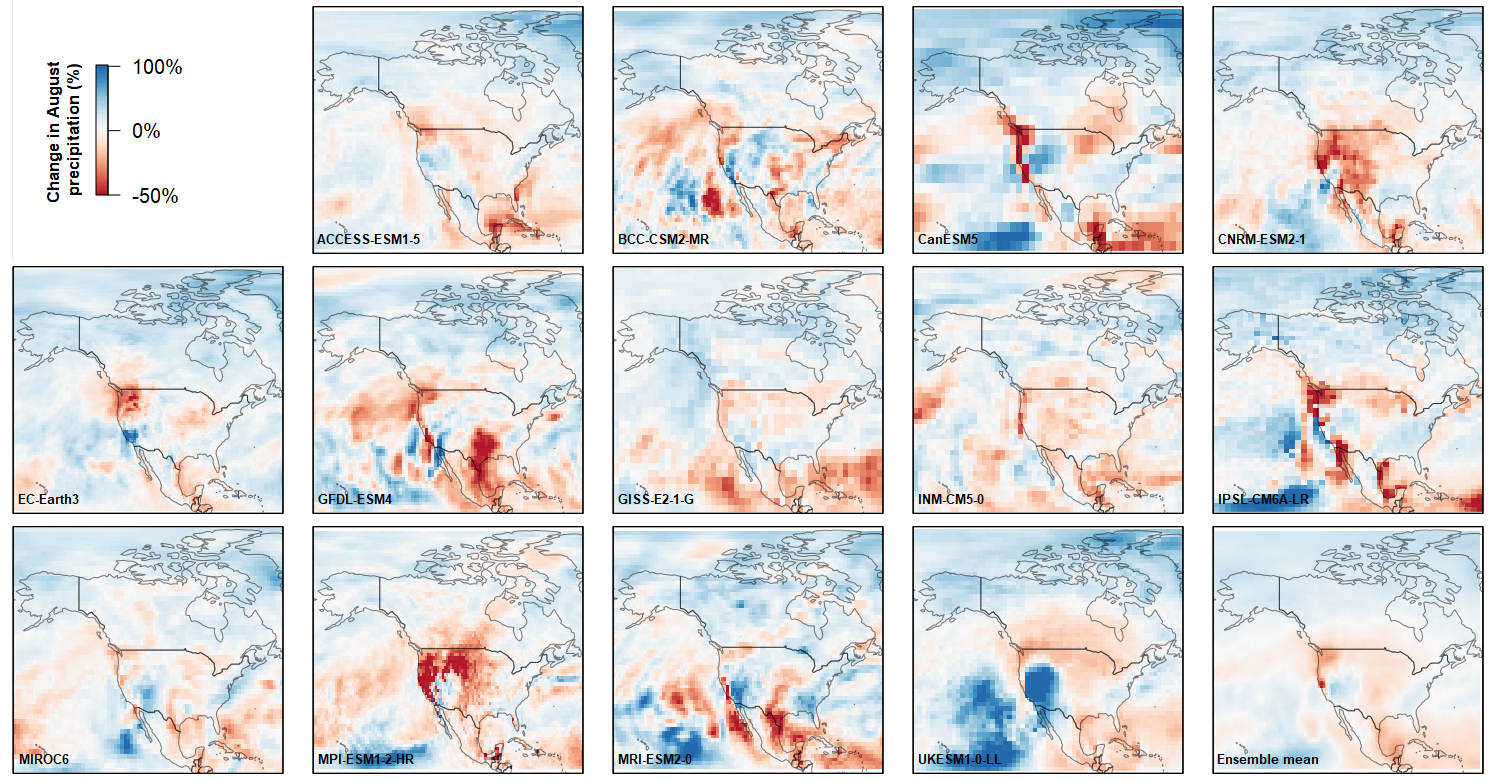 Change in August
precipitation (%)
100%
0%
-50%
ACCESS-ESM1-5
BCC-CSM2-MR
CanESM5
CNRM-ESM2-1
EC-Earth3
GFDL-ESM4
GISS-E2-1-G
INM-CM5-0
IPSL-CM6A-LR
MIROC6
MPI-ESM1-2-HR
MRI-ESM2-0
UKESM1-0-LL
Ensemble mean